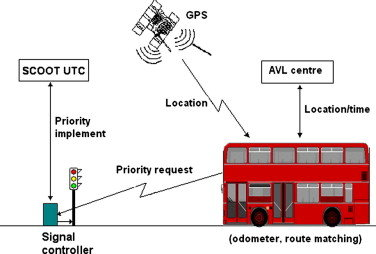 GPS
SCOOT UTC
AVL centre
Location
Location/time
Priority
implement
Priority request
Signal
controller
(odometer, route matching)